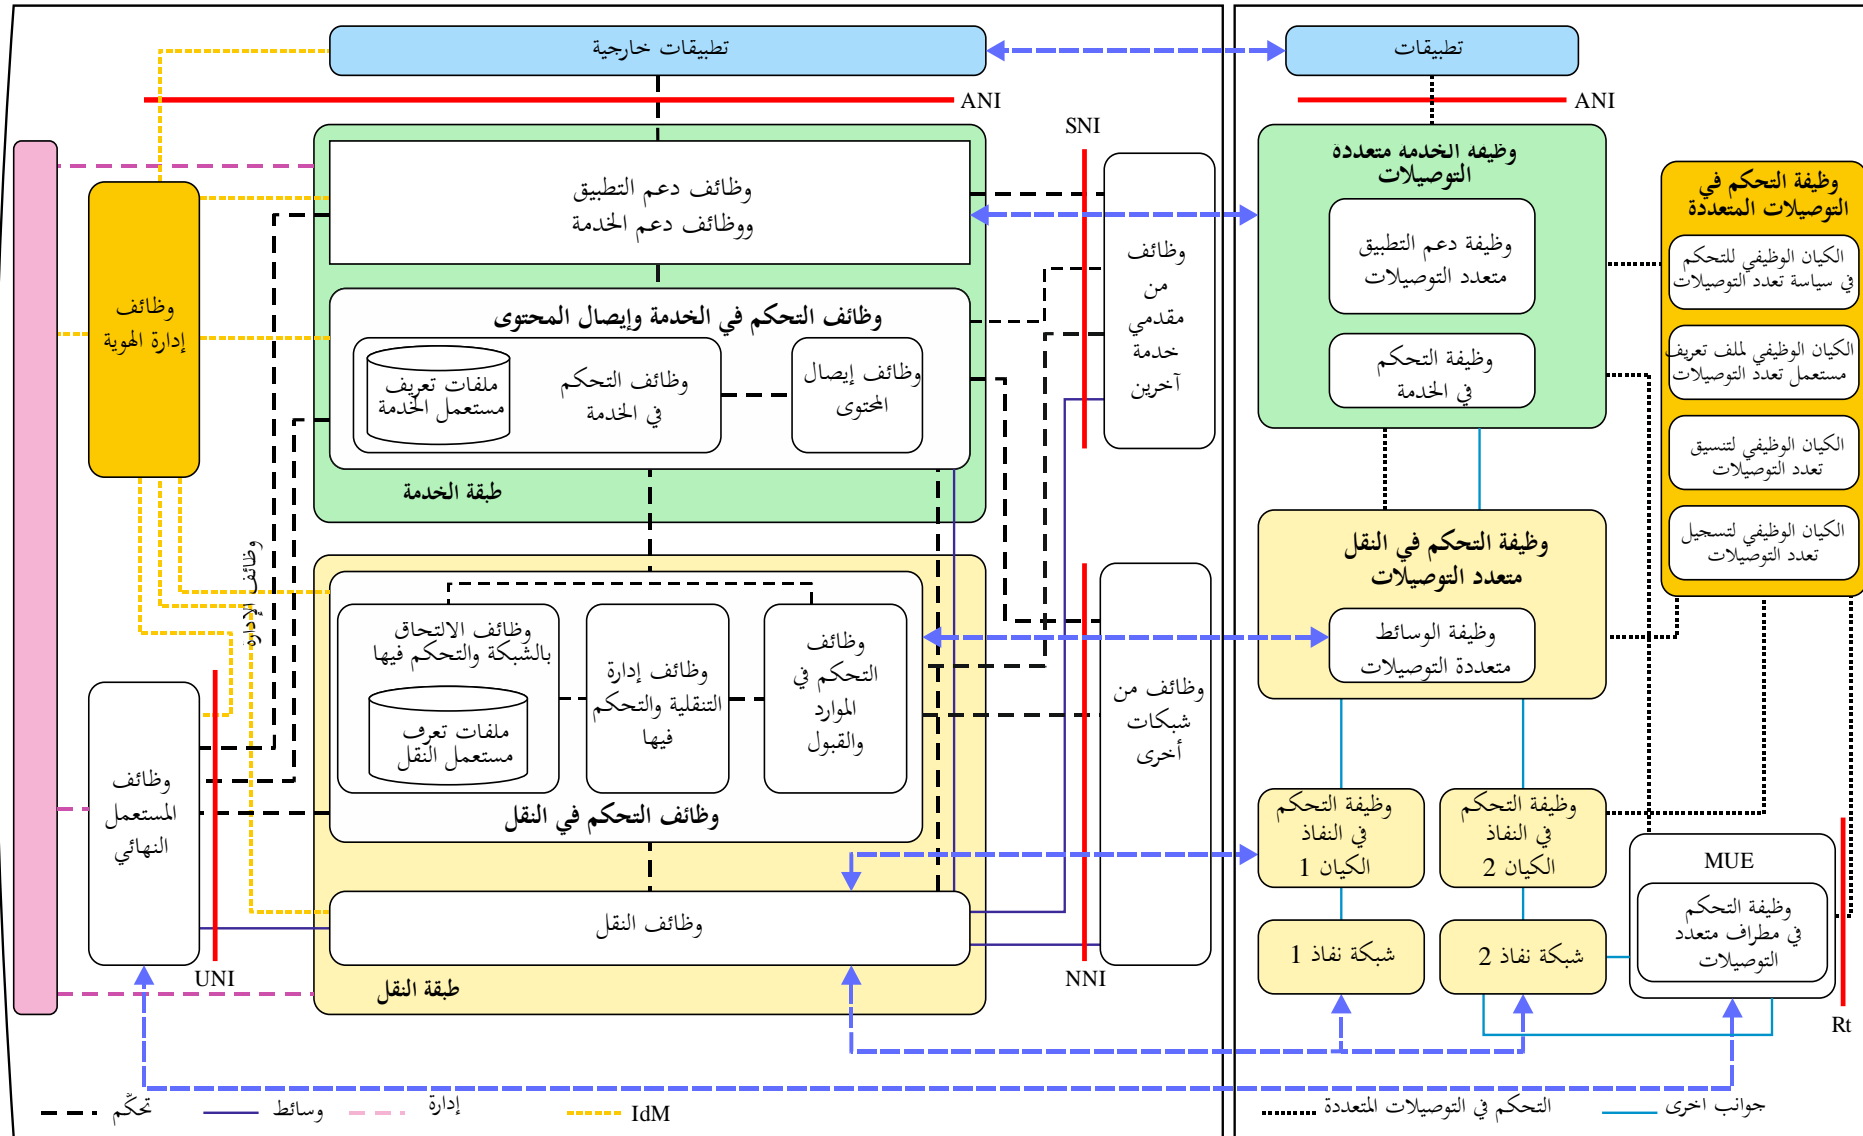 تطبيقات خارجية
ANI
SNI
وظائف دعم التطبيق
ووظائف دعم الخدمة
وظائف
من
مقدمي
خدمة
آخرين
وظائف
إدارة الهوية
وظائف التحكم في الخدمة وإيصال المحتوى
ملفات تعريف
مستعمل الخدمة
وظائف التحكم
في الخدمة
وظائف إيصال
المحتوى
طبقة الخدمة
وظائف الإدارة
وظائف الالتحاق
بالشبكة والتحكم فيها
ملفات تعرف
مستعمل النقل
وظائف إدارة
التنقلية والتحكم
فيها
وظائف
التحكم في
الموارد
والقبول
وظائف من
شبكات
أخرى
وظائف التحكم في النقل
وظائف
المستعمل
النهائي
وظائف النقل
UNI
NNI
طبقة النقل
تحكّم
وسائط
إدارة
IdM
تطبيقات
ANI
وظيفة الخدمة متعددة
التوصيلات
وظيفة دعم التطبيق
متعدد التوصيلات
وظيفة التحكم
في الخدمة
وظيفة التحكم في
التوصيلات المتعددة
الكيان الوظيفي للتحكم
في سياسة تعدد التوصيلات
الكيان الوظيفي لملف تعريف
مستعمل تعدد التوصيلات
الكيان الوظيفي لتنسيق
تعدد التوصيلات
الكيان الوظيفي لتسجيل
تعدد التوصيلات
وظيفة التحكم في النقل
متعدد التوصيلات
وظيفة الوسائط
متعددة التوصيلات
وظيفة التحكم
في النفاذ
الكيان 1
وظيفة التحكم
في النفاذ
الكيان 2
MUE
وظيفة التحكم
في مطراف متعدد
التوصيلات
شبكة نفاذ 1
شبكة نفاذ 2
Rt
التحكم في التوصيلات المتعددة
جوانب اخرى